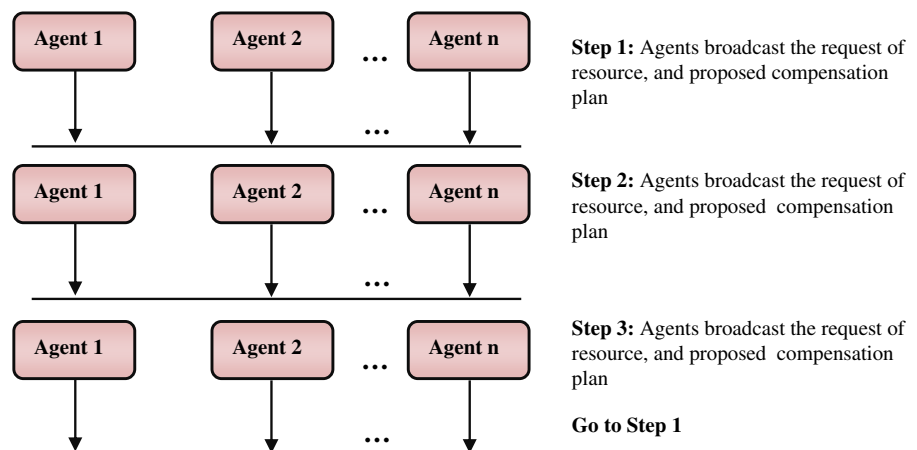 Agent 1 Agent 2 ... Agent n
Step 1: Agents broadcast the request of
resource, and proposed compensation
plan
...
Agent 1 Agent 2 ... Agent n
Step 2: Agents broadcast the request of
resource, and proposed compensation
plan
...
Agent 1 Agent 2 ... Agent n
Step 3: Agents broadcast the request of
resource, and proposed compensation
plan
Go to Step 1
...